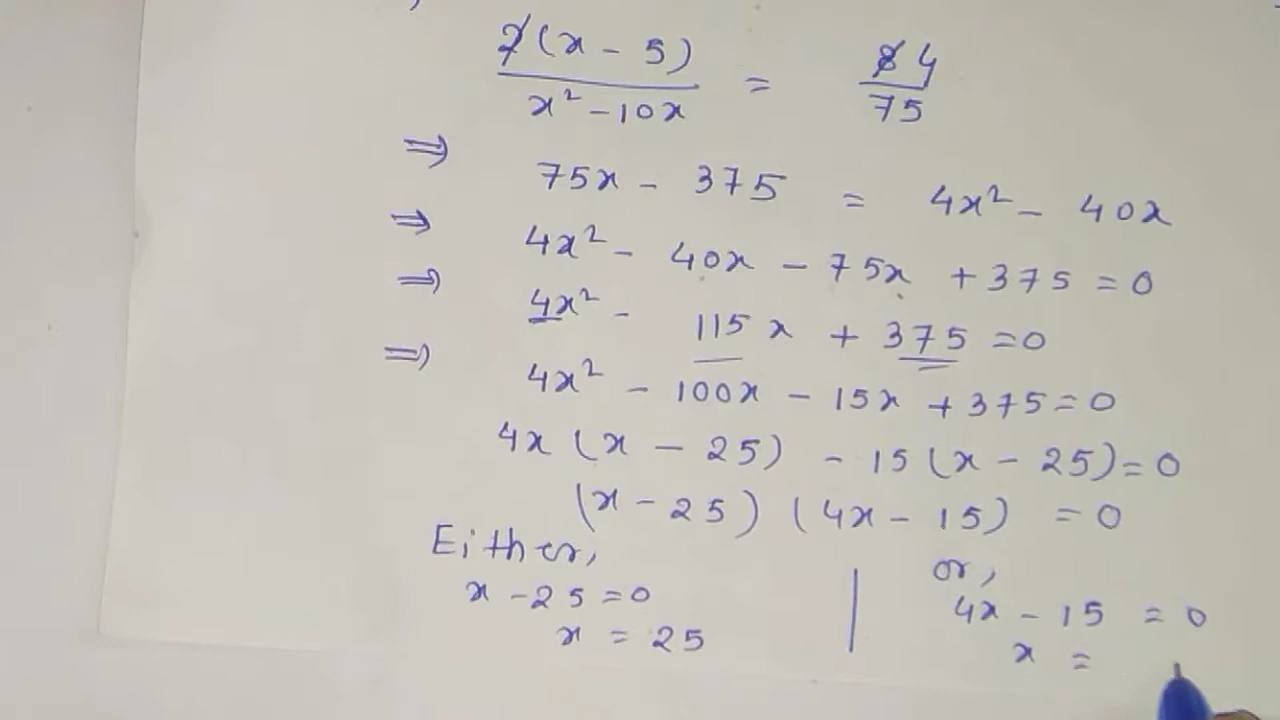 2(x - 5) / x² - 10x = 8 4 / 75
⇒ 75x - 375 = 4x² - 40x
⇒ 4x² - 40x - 75x + 375 = 0
⇒ 4x² - 115x + 375 = 0
⇒ 4x² - 100x - 15x + 375 = 0
4x (x - 25) - 15 (x - 25) = 0
(x - 25) (4x - 15) = 0
Either,
x - 25 = 0
x = 25
or,
4x - 15 = 0
x =